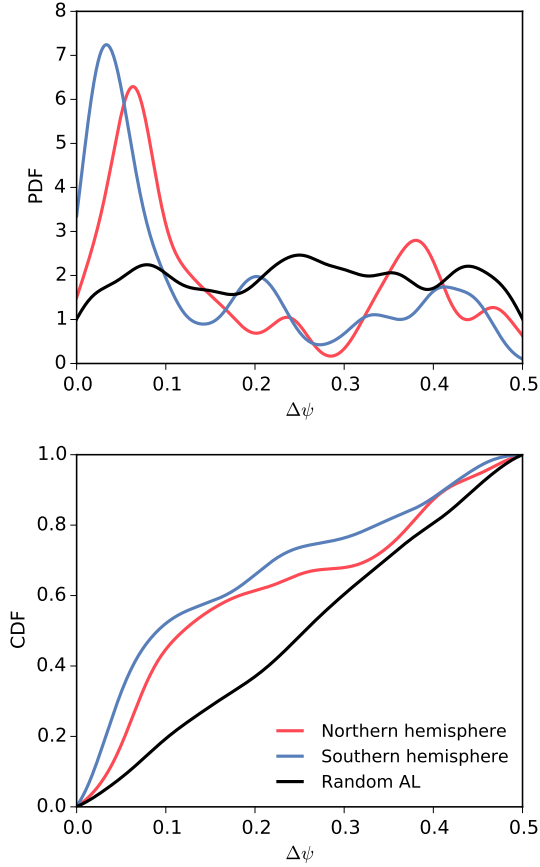 8
7
6
5
4
3
2
1
0
PDF
0.0 0.1 0.2 0.3 0.4 0.5
Δψ
1.0
0.8
0.6
0.4
0.2
0.0
CDF
Northern hemisphere
Southern hemisphere
Random AL
0.0 0.1 0.2 0.3 0.4 0.5
Δψ